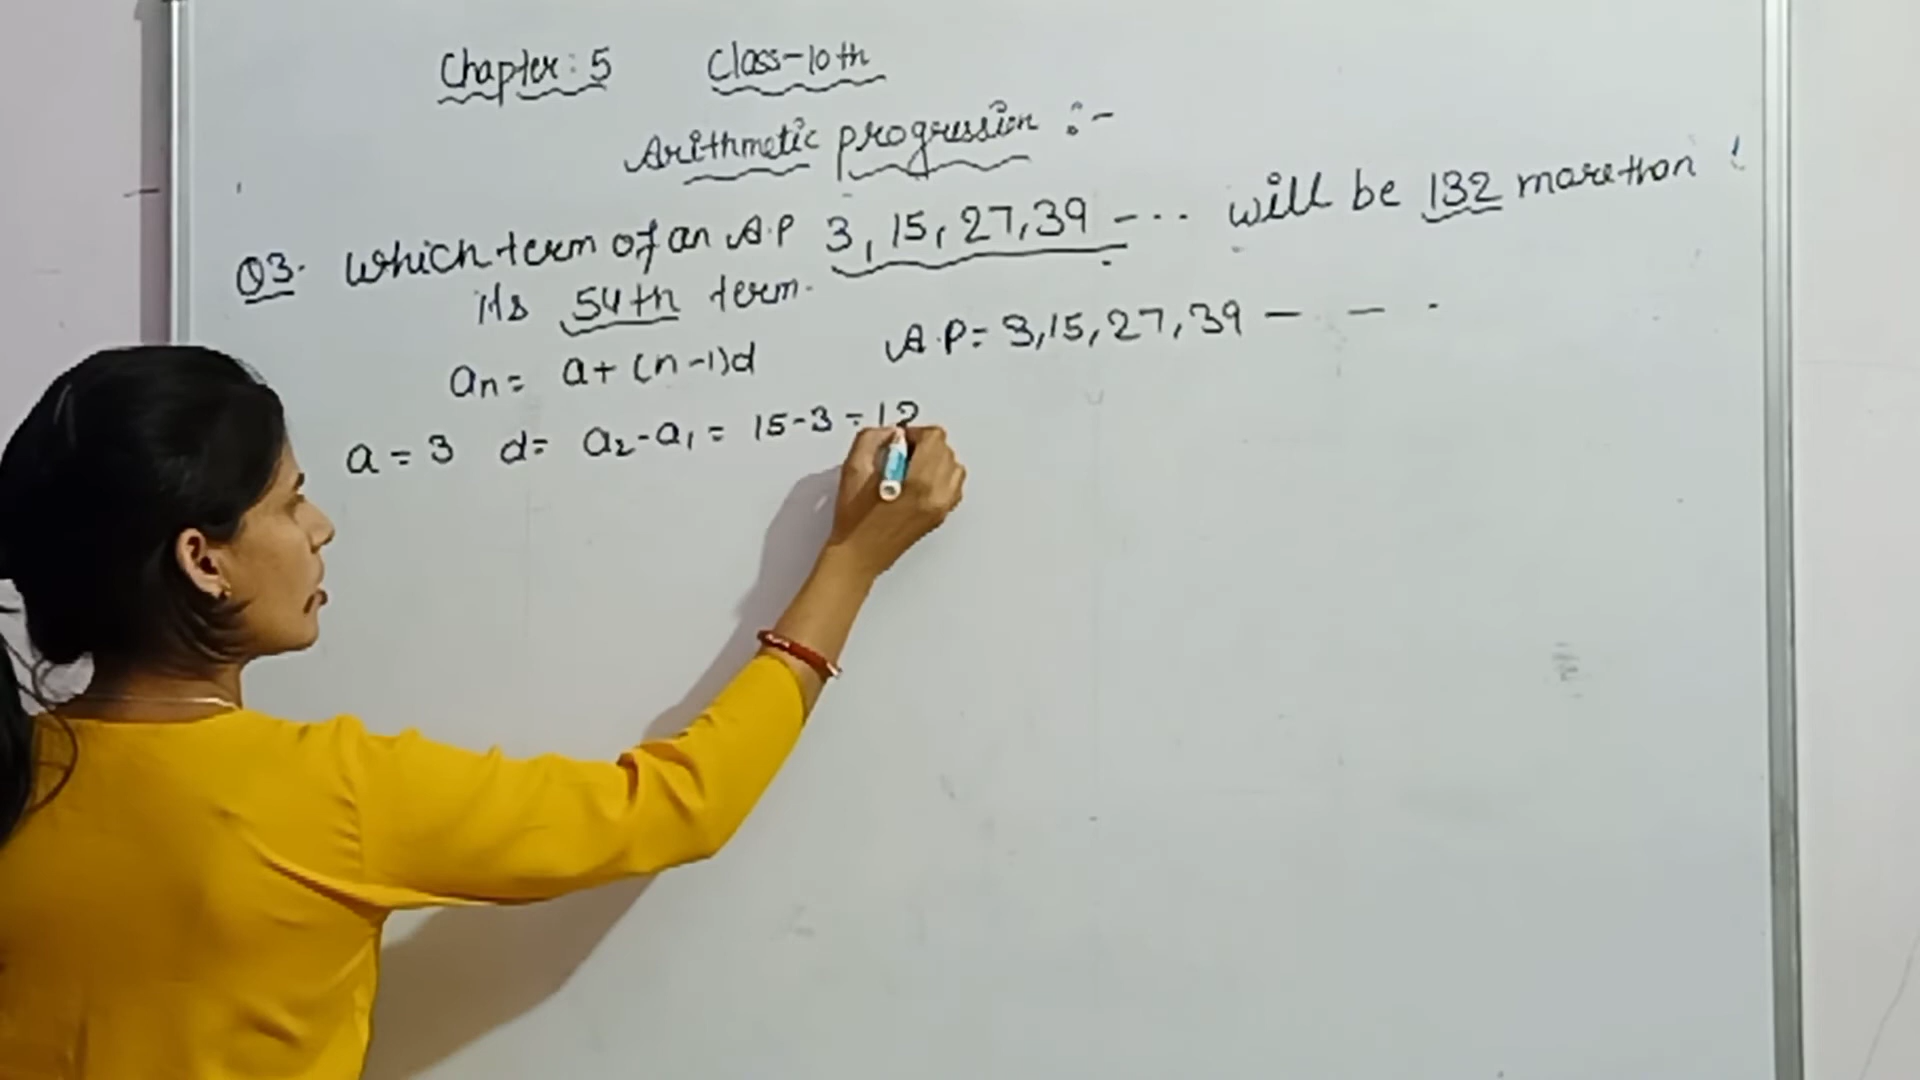 Chapter: 5 Class-10th
Arithmetic progression :-
Q3. Which term of an A.P 3, 15, 27, 39 - ... will be 132 more than
its 54th term.
an = a + (n-1)d A.P = 3, 15, 27, 39 - - .
a = 3 d = a2 - a1 = 15 - 3 = 12